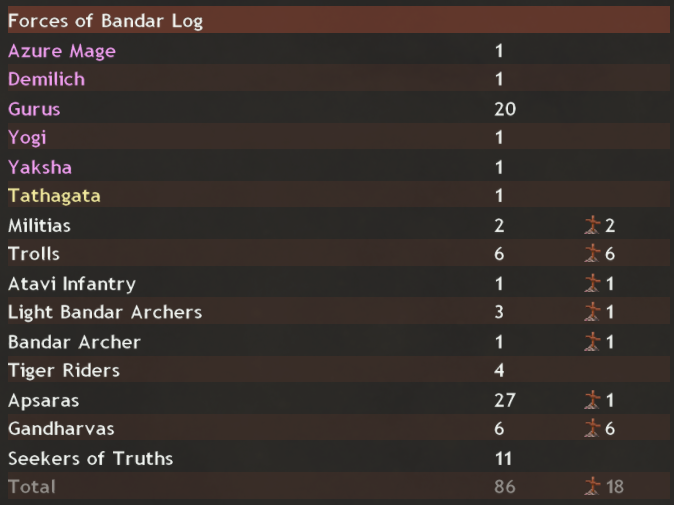 Forces of Bandar Log
Azure Mage 1
Demilich 1
Gurus 20
Yogi 1
Yaksha 1
Tathagata 1
Militias 2 2
Trolls 6 6
Atavi Infantry 1 1
Light Bandar Archers 3 1
Bandar Archer 1 1
Tiger Riders 4
Apsaras 27 1
Gandharvas 6 6
Seekers of Truths 11
Total 86 18